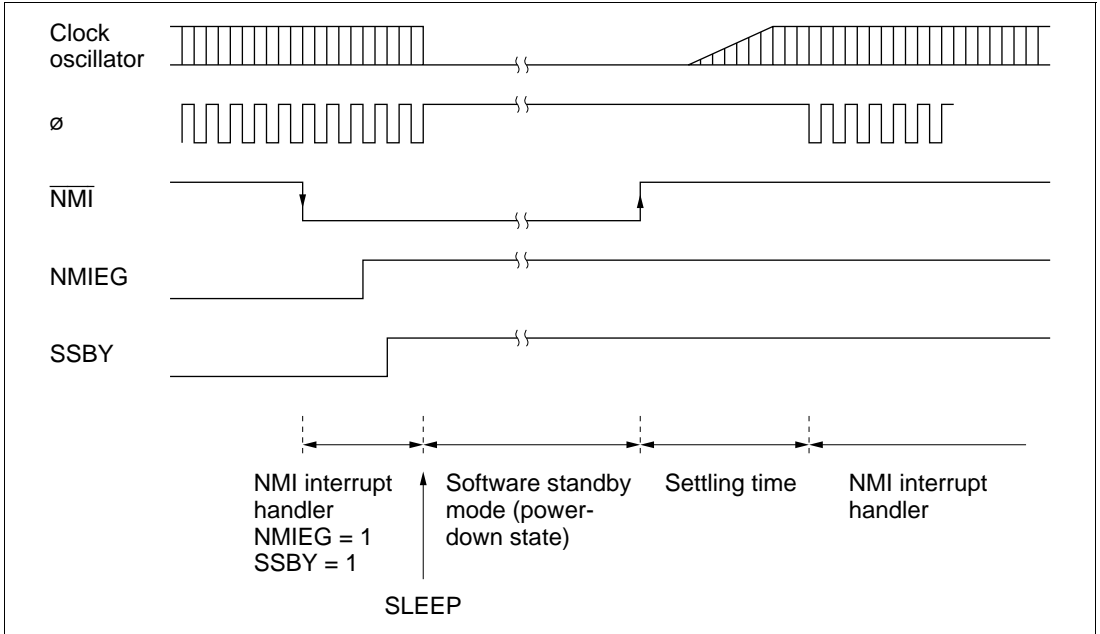 Clock
oscillator
ø
NMI
NMIEG
SSBY
NMI interrupt
handler
NMIEG = 1
SSBY = 1
Software standby
mode (power-
down state)
Settling time
NMI interrupt
handler
SLEEP